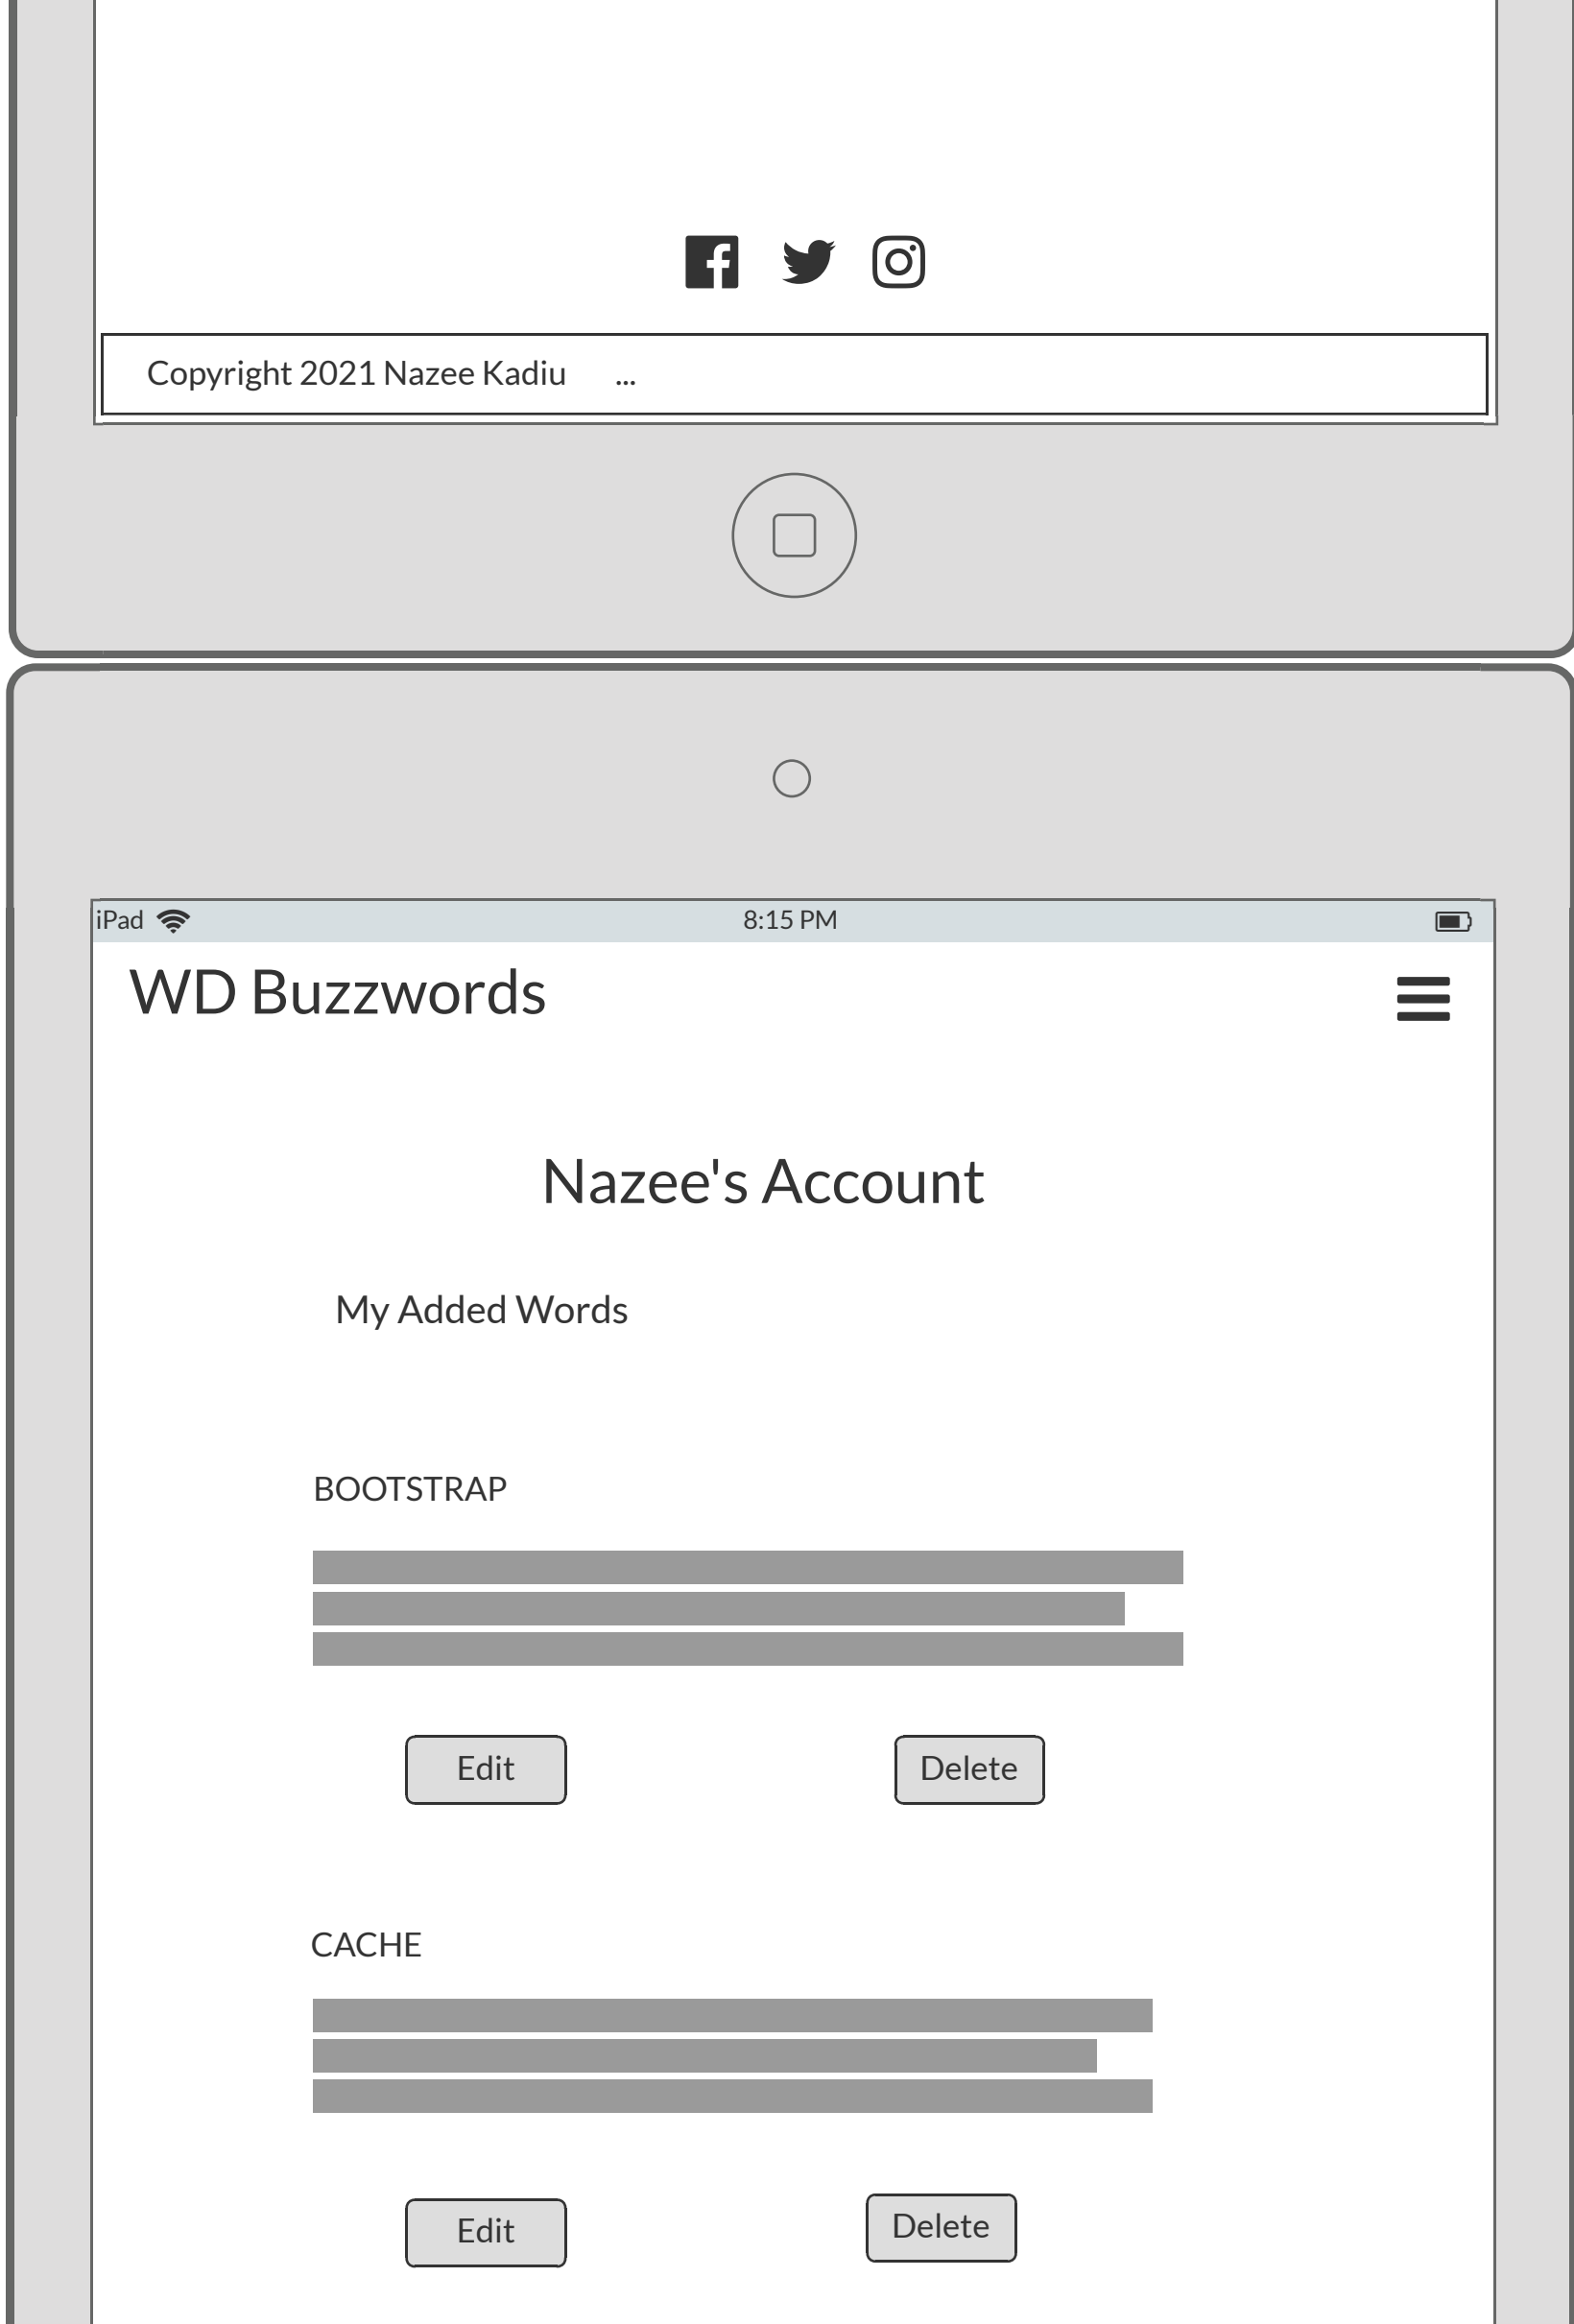 Copyright 2021 Nazee Kadiu ...
iPad 8:15 PM
WD Buzzwords
Nazee's Account
My Added Words
BOOTSTRAP
Edit Delete
CACHE
Edit Delete